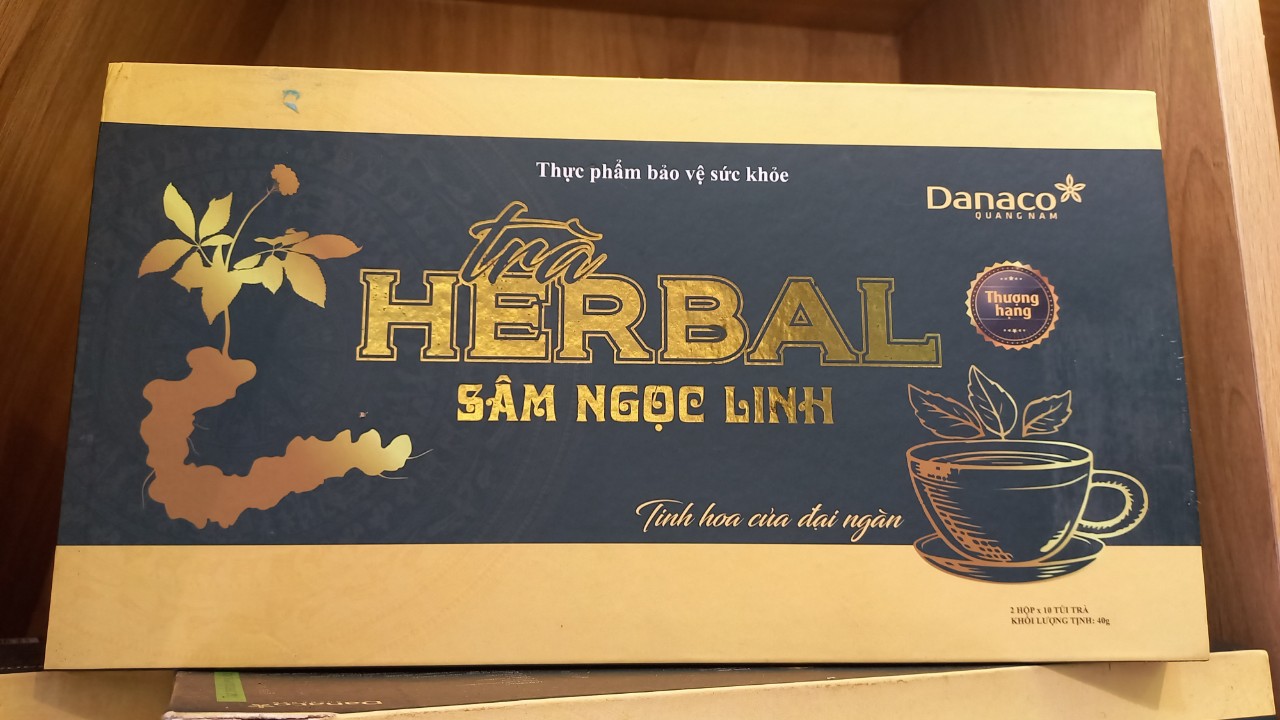 Thực phẩm bảo vệ sức khỏe
Danaco
QUANG NAM
trà
HERBAL
SÂM NGỌC LINH
Thượng
hạng
Tinh hoa của đại ngàn
2 HỘP x 10 TÚI TRÀ
KHỐI LƯỢNG TỊNH: 40g